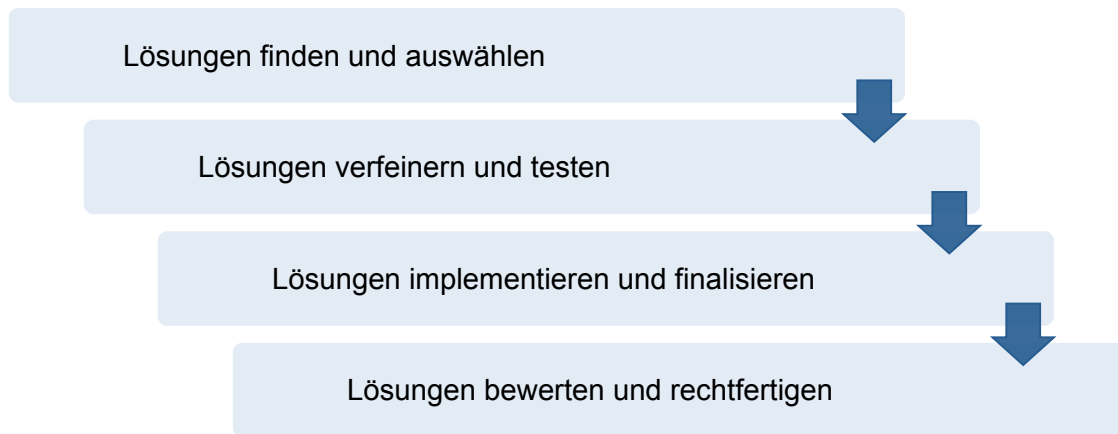 Lösungen finden und auswählen
Lösungen verfeinern und testen
Lösungen implementieren und finalisieren
Lösungen bewerten und rechtfertigen